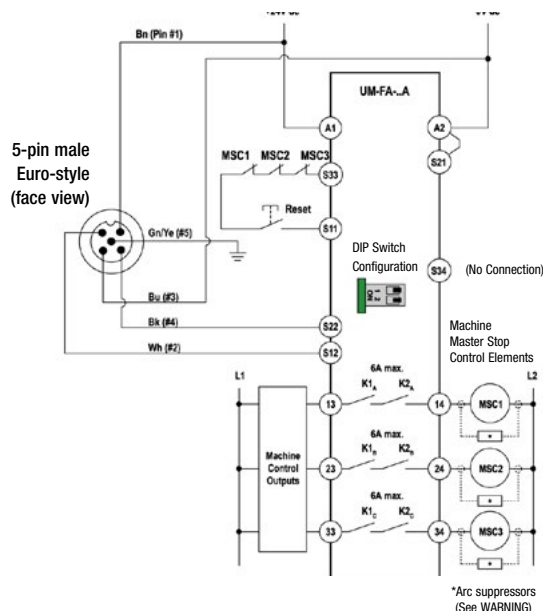 Bn (Pin #1)
UM-FA-..A
5-pin male
Euro-style
(face view)
A1
A2
MSC1 MSC2 MSC3
S21
S33
Reset
Gn/Ye (#5)
S11
DIP Switch
Configuration
S34
(No Connection)
1 2
ON
Bu (#3)
Bk (#4)
S22
Machine
Master Stop
Control Elements
Wh (#2)
S12
L1
6A max.
L2
13
K1A
K2A
14
MSC1
*
Machine
Control
Outputs
6A max.
23
K1B
K2B
24
MSC2
*
6A max.
33
K1C
K2C
34
MSC3
*
*Arc suppressors
(See WARNING)